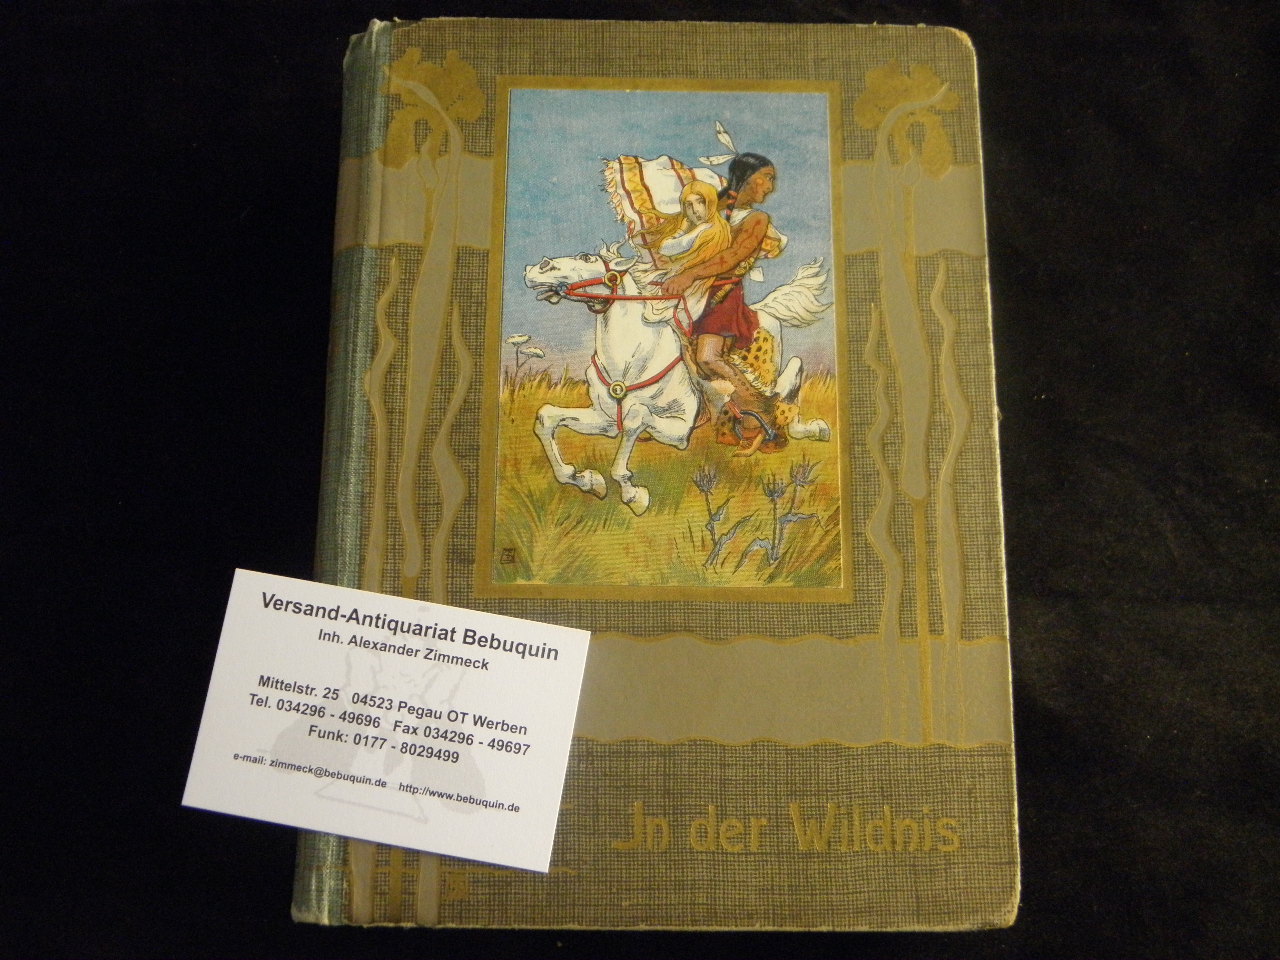 Versand-Antiquariat Bebuquin
Inh. Alexander Zimmeck
Mittelstr. 25 04523 Pegau OT Werben
Tel. 034296 - 49696 Fax 034296 - 49697
Funk: 0177 - 8029499
e-mail: zimmeck@bebuquin.de http://www.bebuquin.de
In der Wildnis